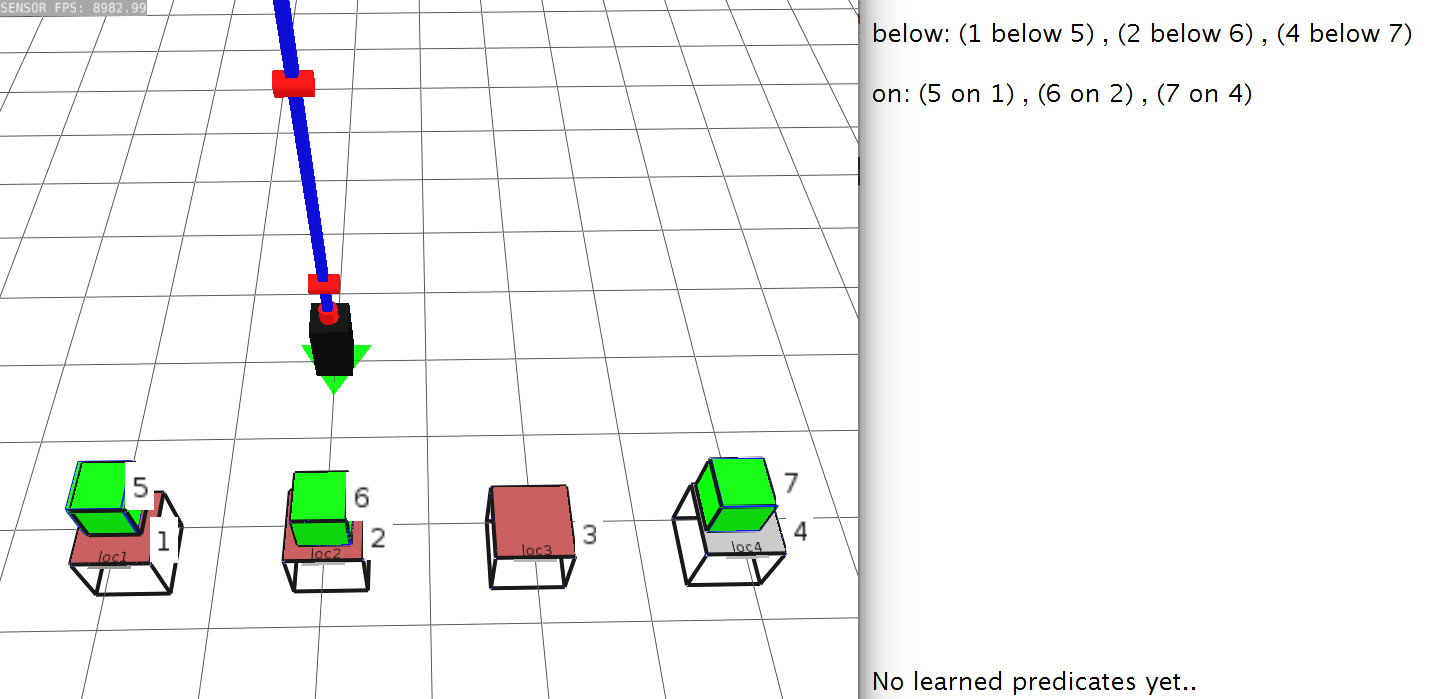 SENSOR FPS: 8982.99
below: (1 below 5) , (2 below 6) , (4 below 7)
on: (5 on 1) , (6 on 2) , (7 on 4)
5
6
7
1
2
3
4
loc1
loc2
loc3
loc4
No learned predicates yet..